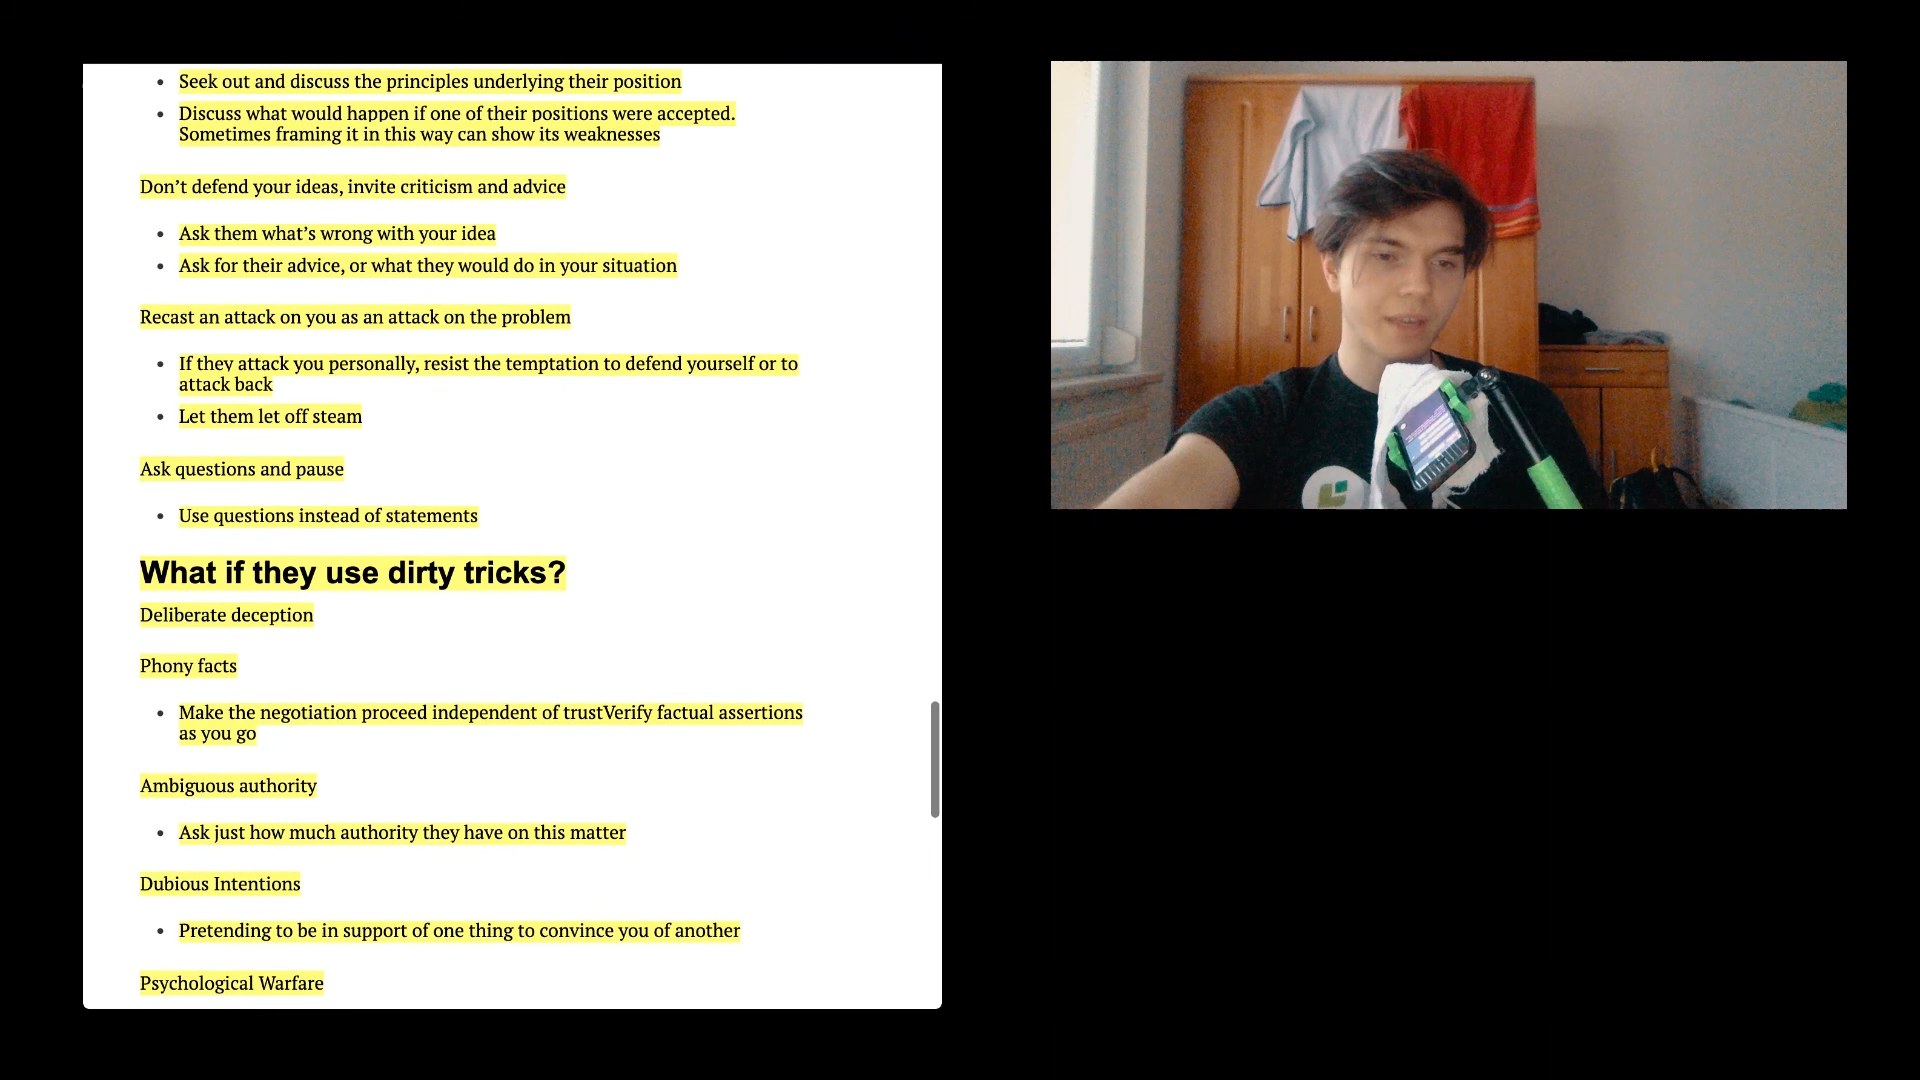 Seek out and discuss the principles underlying their position
Discuss what would happen if one of their positions were accepted.
Sometimes framing it in this way can show its weaknesses
Don’t defend your ideas, invite criticism and advice
Ask them what’s wrong with your idea
Ask for their advice, or what they would do in your situation
Recast an attack on you as an attack on the problem
If they attack you personally, resist the temptation to defend yourself or to
attack back
Let them let off steam
Ask questions and pause
Use questions instead of statements
What if they use dirty tricks?
Deliberate deception
Phony facts
Make the negotiation proceed independent of trustVerify factual assertions
as you go
Ambiguous authority
Ask just how much authority they have on this matter
Dubious Intentions
Pretending to be in support of one thing to convince you of another
Psychological Warfare